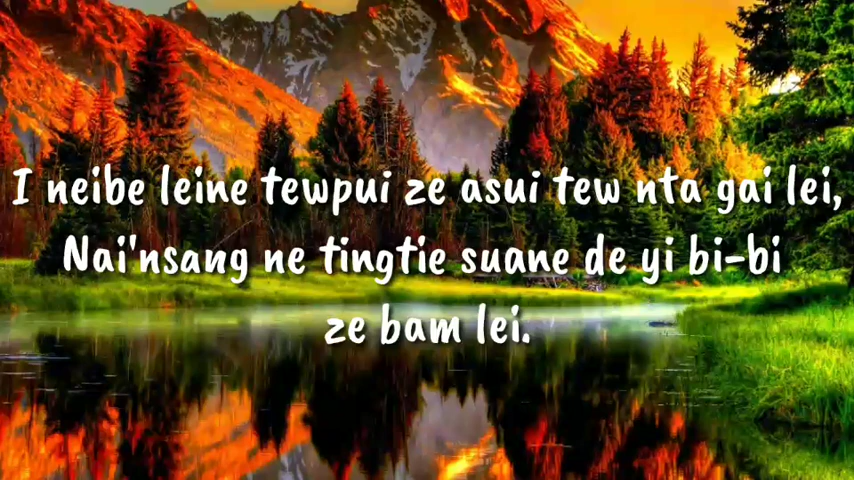 I neibe leine tewpui ze asui tew nta gai lei,
Nai'nsang ne tingtie suane de yi bi-bi
ze bam lei.